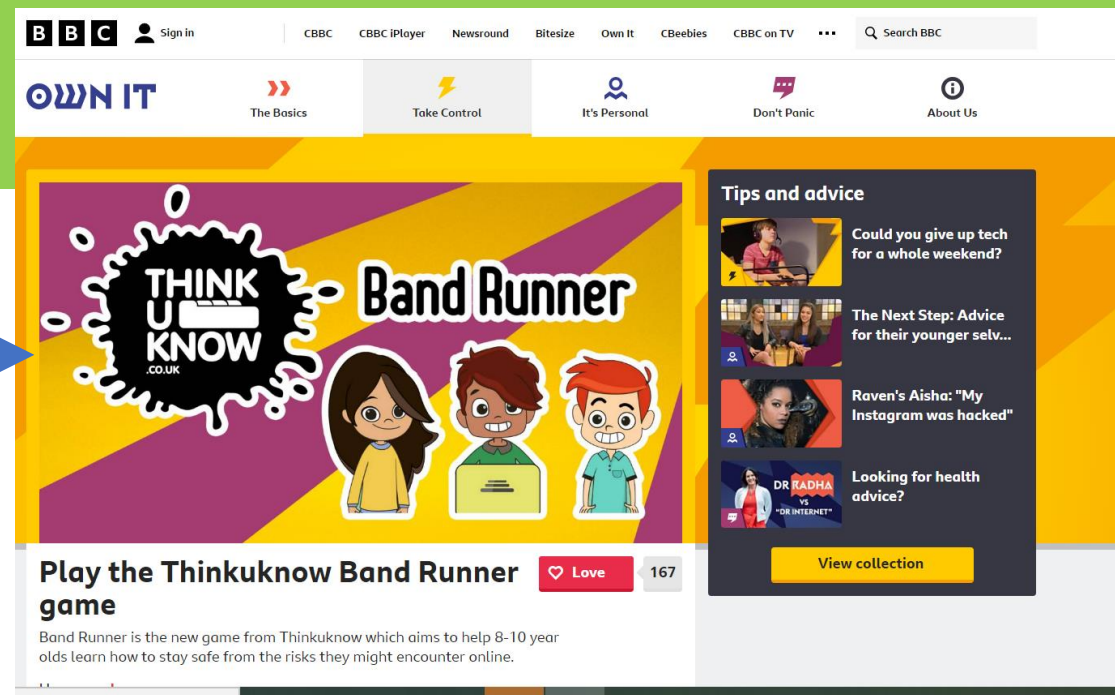 BBC Sign in CBBC CBBC iPlayer Newsround Bitesize Own It CBeebies CBBC on TV Search BBC
OWN IT
The Basics Take Control It's Personal Don't Panic About Us
THINK
U
KNOW
.CO.UK
Band Runner
Tips and advice
Could you give up tech
for a whole weekend?
The Next Step: Advice
for their younger selv...
Raven's Aisha: "My
Instagram was hacked"
DR RADHA
VS
"DR INTERNET"
Looking for health
advice?
View collection
Play the Thinkuknow Band Runner
game
Love 167
Band Runner is the new game from Thinkuknow which aims to help 8-10 year
olds learn how to stay safe from the risks they might encounter online.